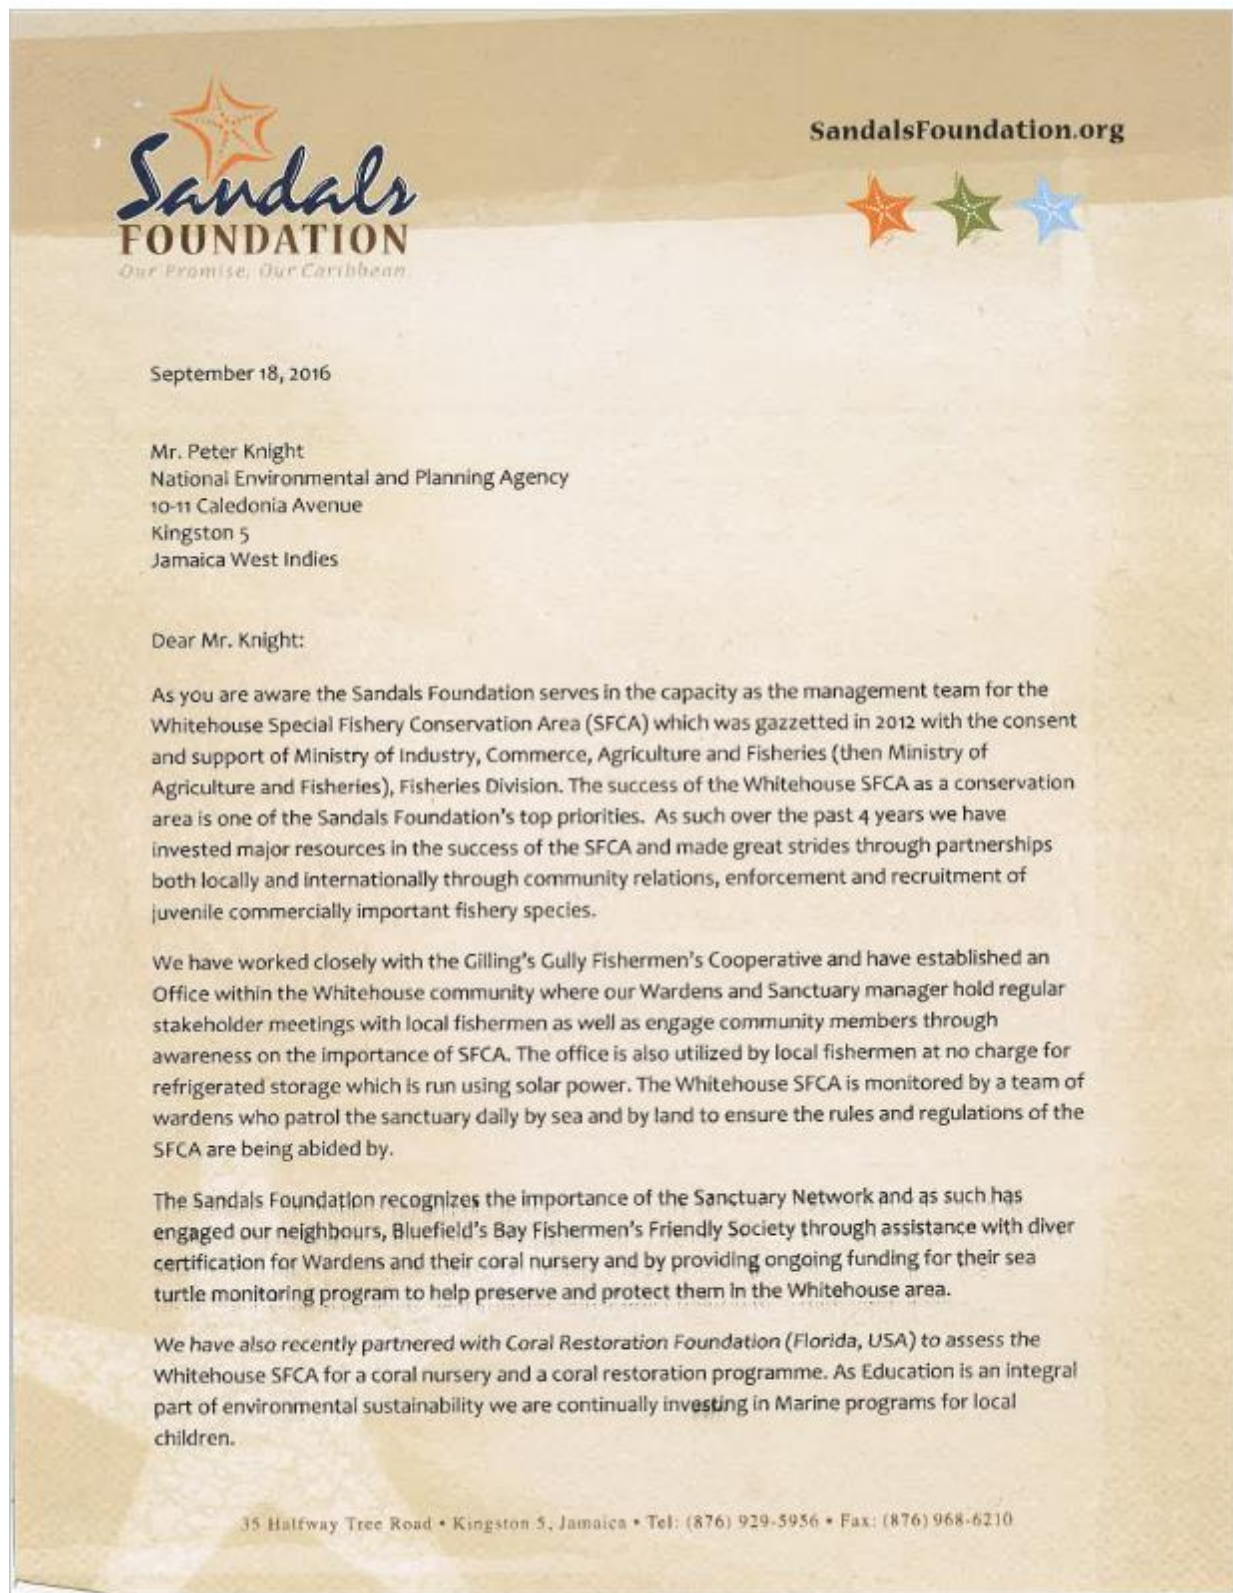 Sandals
FOUNDATION
Our Promise, Our Caribbean
SandalsFoundation.org
September 18, 2016
Mr. Peter Knight
National Environmental and Planning Agency
10-11 Caledonia Avenue
Kingston 5
Jamaica West Indies
Dear Mr. Knight:
As you are aware the Sandals Foundation serves in the capacity as the management team for the
Whitehouse Special Fishery Conservation Area (SFCA) which was gazzetted in 2012 with the consent
and support of Ministry of Industry, Commerce, Agriculture and Fisheries (then Ministry of
Agriculture and Fisheries), Fisheries Division. The success of the Whitehouse SFCA as a conservation
area is one of the Sandals Foundation's top priorities. As such over the past 4 years we have
invested major resources in the success of the SFCA and made great strides through partnerships
both locally and internationally through community relations, enforcement and recruitment of
juvenile commercially important fishery species.
We have worked closely with the Gilling's Gully Fishermen's Cooperative and have established an
Office within the Whitehouse community where our Wardens and Sanctuary manager hold regular
stakeholder meetings with local fishermen as well as engage community members through
awareness on the importance of SFCA. The office is also utilized by local fishermen at no charge for
refrigerated storage which is run using solar power. The Whitehouse SFCA is monitored by a team of
wardens who patrol the sanctuary daily by sea and by land to ensure the rules and regulations of the
SFCA are being abided by.
The Sandals Foundation recognizes the importance of the Sanctuary Network and as such has
engaged our neighbours, Bluefield's Bay Fishermen's Friendly Society through assistance with diver
certification for Wardens and their coral nursery and by providing ongoing funding for their sea
turtle monitoring program to help preserve and protect them in the Whitehouse area.
We have also recently partnered with Coral Restoration Foundation (Florida, USA) to assess the
Whitehouse SFCA for a coral nursery and a coral restoration programme. As Education is an integral
part of environmental sustainability we are continually investing in Marine programs for local
children.
35 Halfway Tree Road • Kingston 5, Jamaica • Tel: (876) 929-5956 • Fax: (876) 968-6210